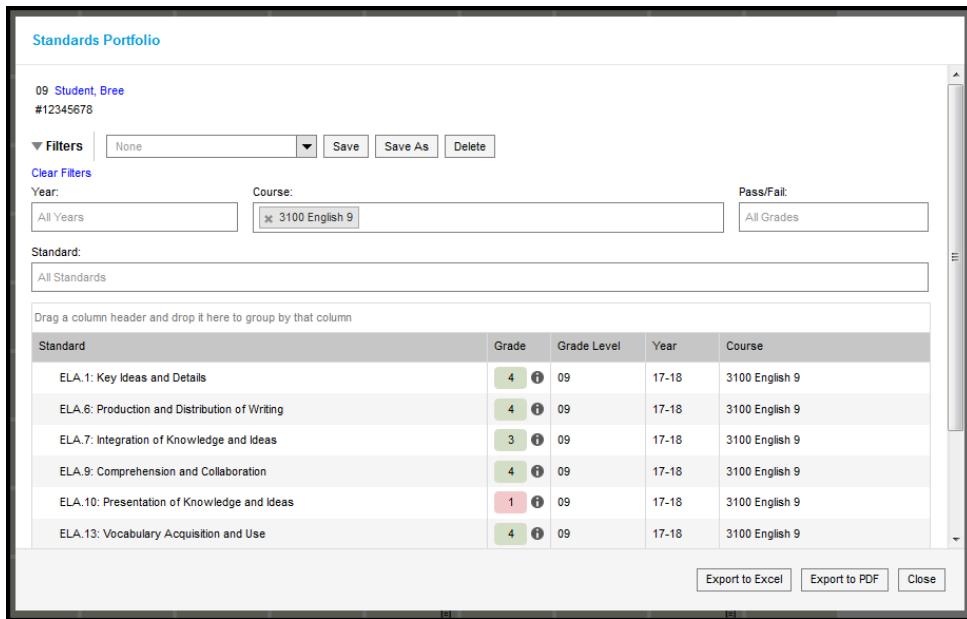 Standards Portfolio
09 Student, Bree
#12345678
Filters None Save Save As Delete
Clear Filters
Year: Course: Pass/Fail:
All Years 3100 English 9 All Grades
Standard:
All Standards
Drag a column header and drop it here to group by that column
Standard Grade Grade Level Year Course
ELA.1: Key Ideas and Details 4 09 17-18 3100 English 9
ELA.6: Production and Distribution of Writing 4 09 17-18 3100 English 9
ELA.7: Integration of Knowledge and Ideas 3 09 17-18 3100 English 9
ELA.9: Comprehension and Collaboration 4 09 17-18 3100 English 9
ELA.10: Presentation of Knowledge and Ideas 1 09 17-18 3100 English 9
ELA.13: Vocabulary Acquisition and Use 4 09 17-18 3100 English 9
Export to Excel Export to PDF Close